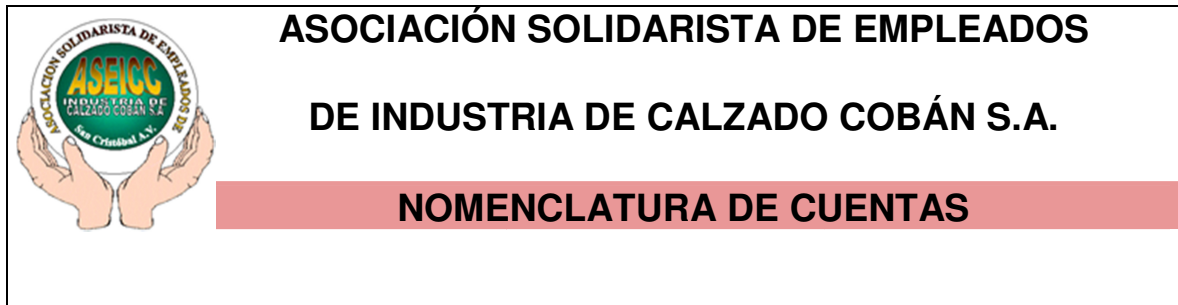 ASOCIACION SOLIDARISTA DE EMPLEADOS DE
ASEICC
INDUSTRIA DE
CALZADO COBAN S.A
San Cristóbal A.V.
ASOCIACIÓN SOLIDARISTA DE EMPLEADOS
DE INDUSTRIA DE CALZADO COBÁN S.A.
NOMENCLATURA DE CUENTAS